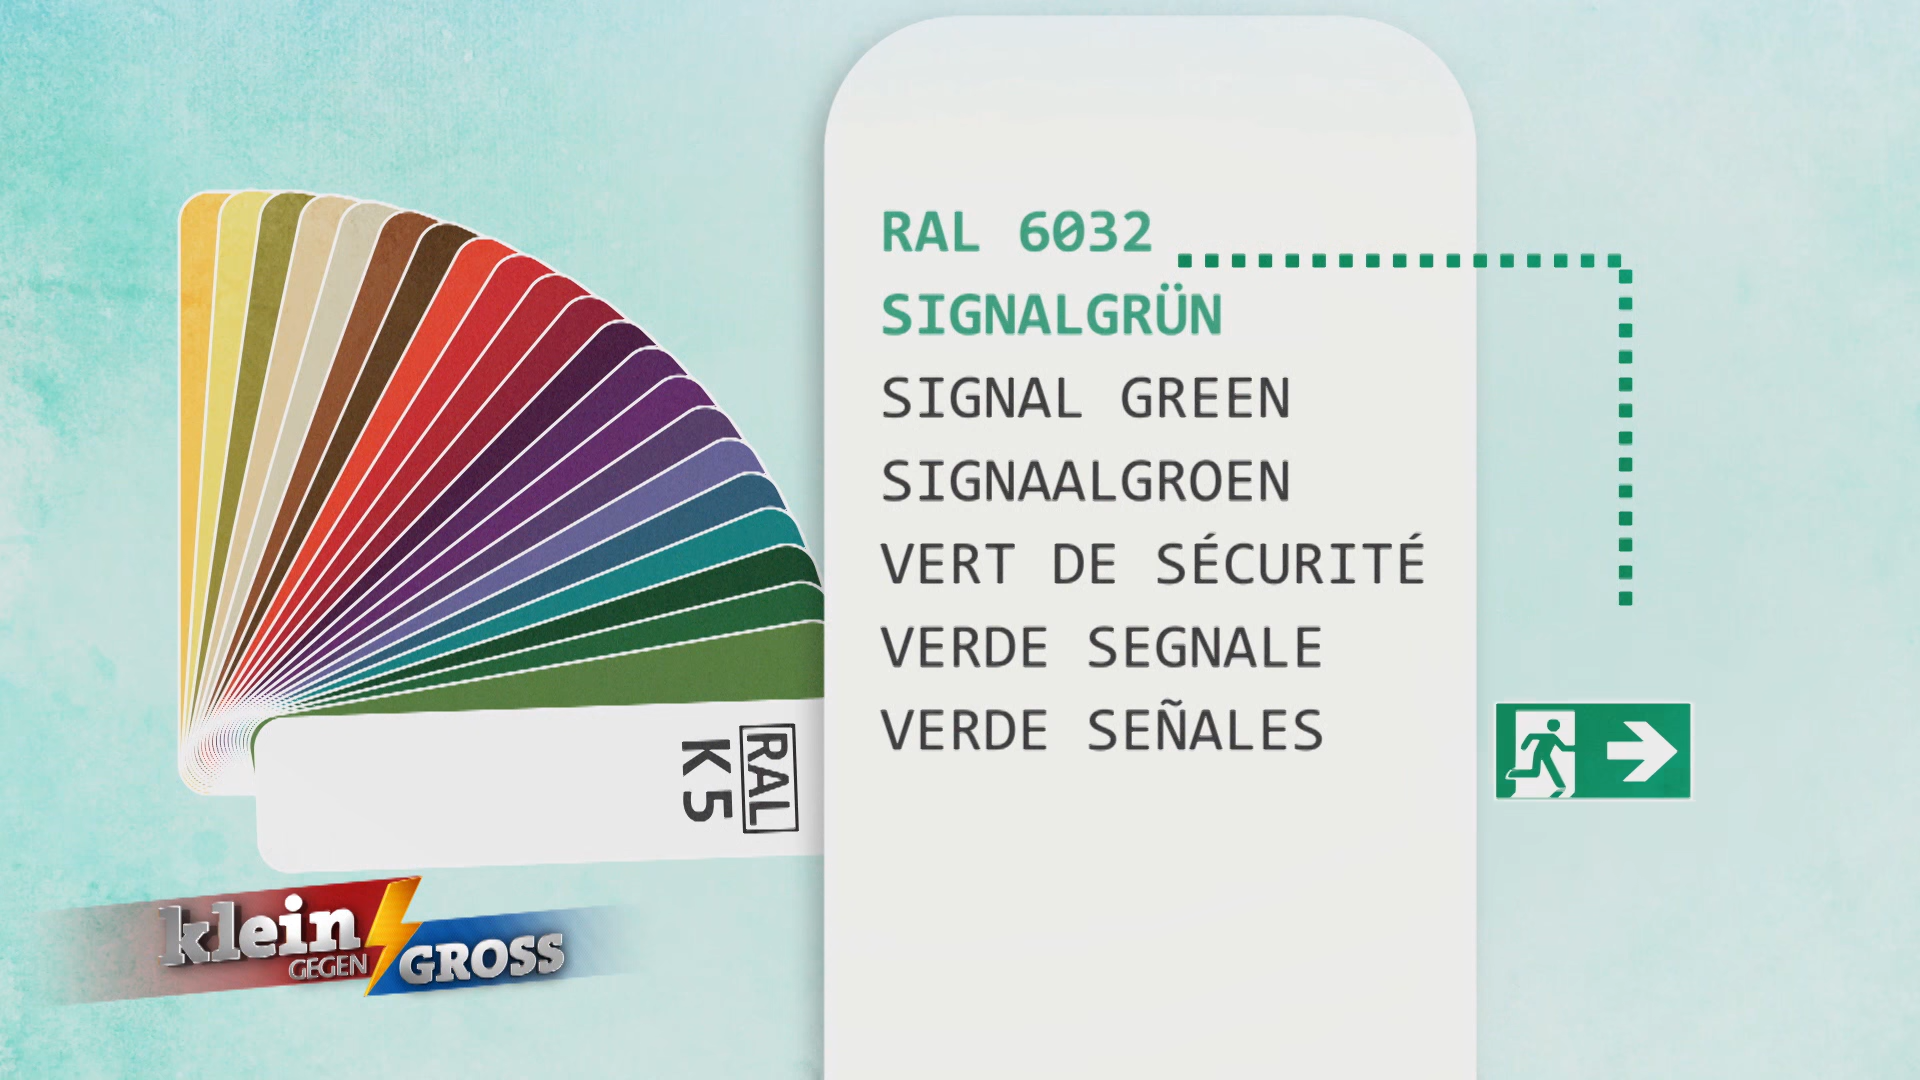 RAL 6032
SIGNALGRÜN
SIGNAL GREEN
SIGNAALGROEN
VERT DE SÉCURITÉ
VERDE SEGNALE
VERDE SEÑALES
RAL
K5
klein
GEGEN
GROSS